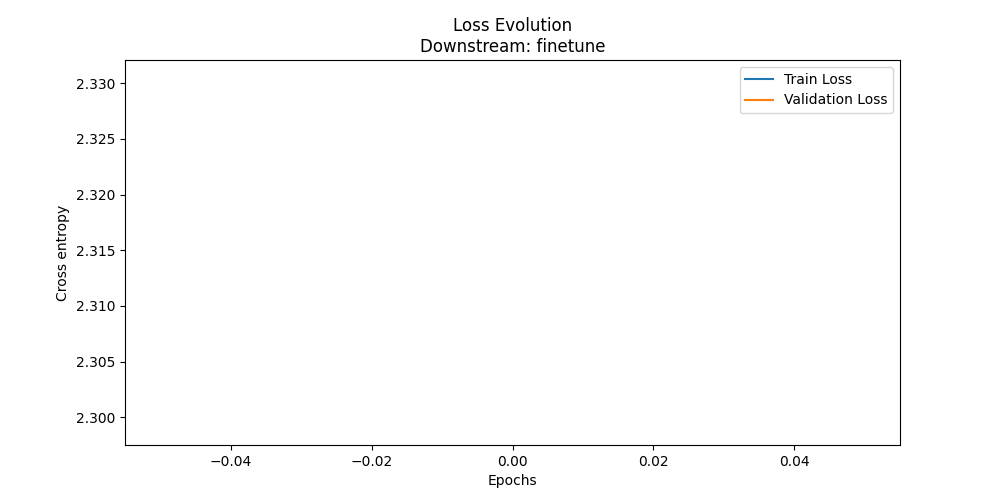 Loss Evolution
Downstream: finetune
Train Loss
Validation Loss
2.330
2.325
2.320
2.315
2.310
2.305
2.300
Cross entropy
−0.04
−0.02
0.00
0.02
0.04
Epochs